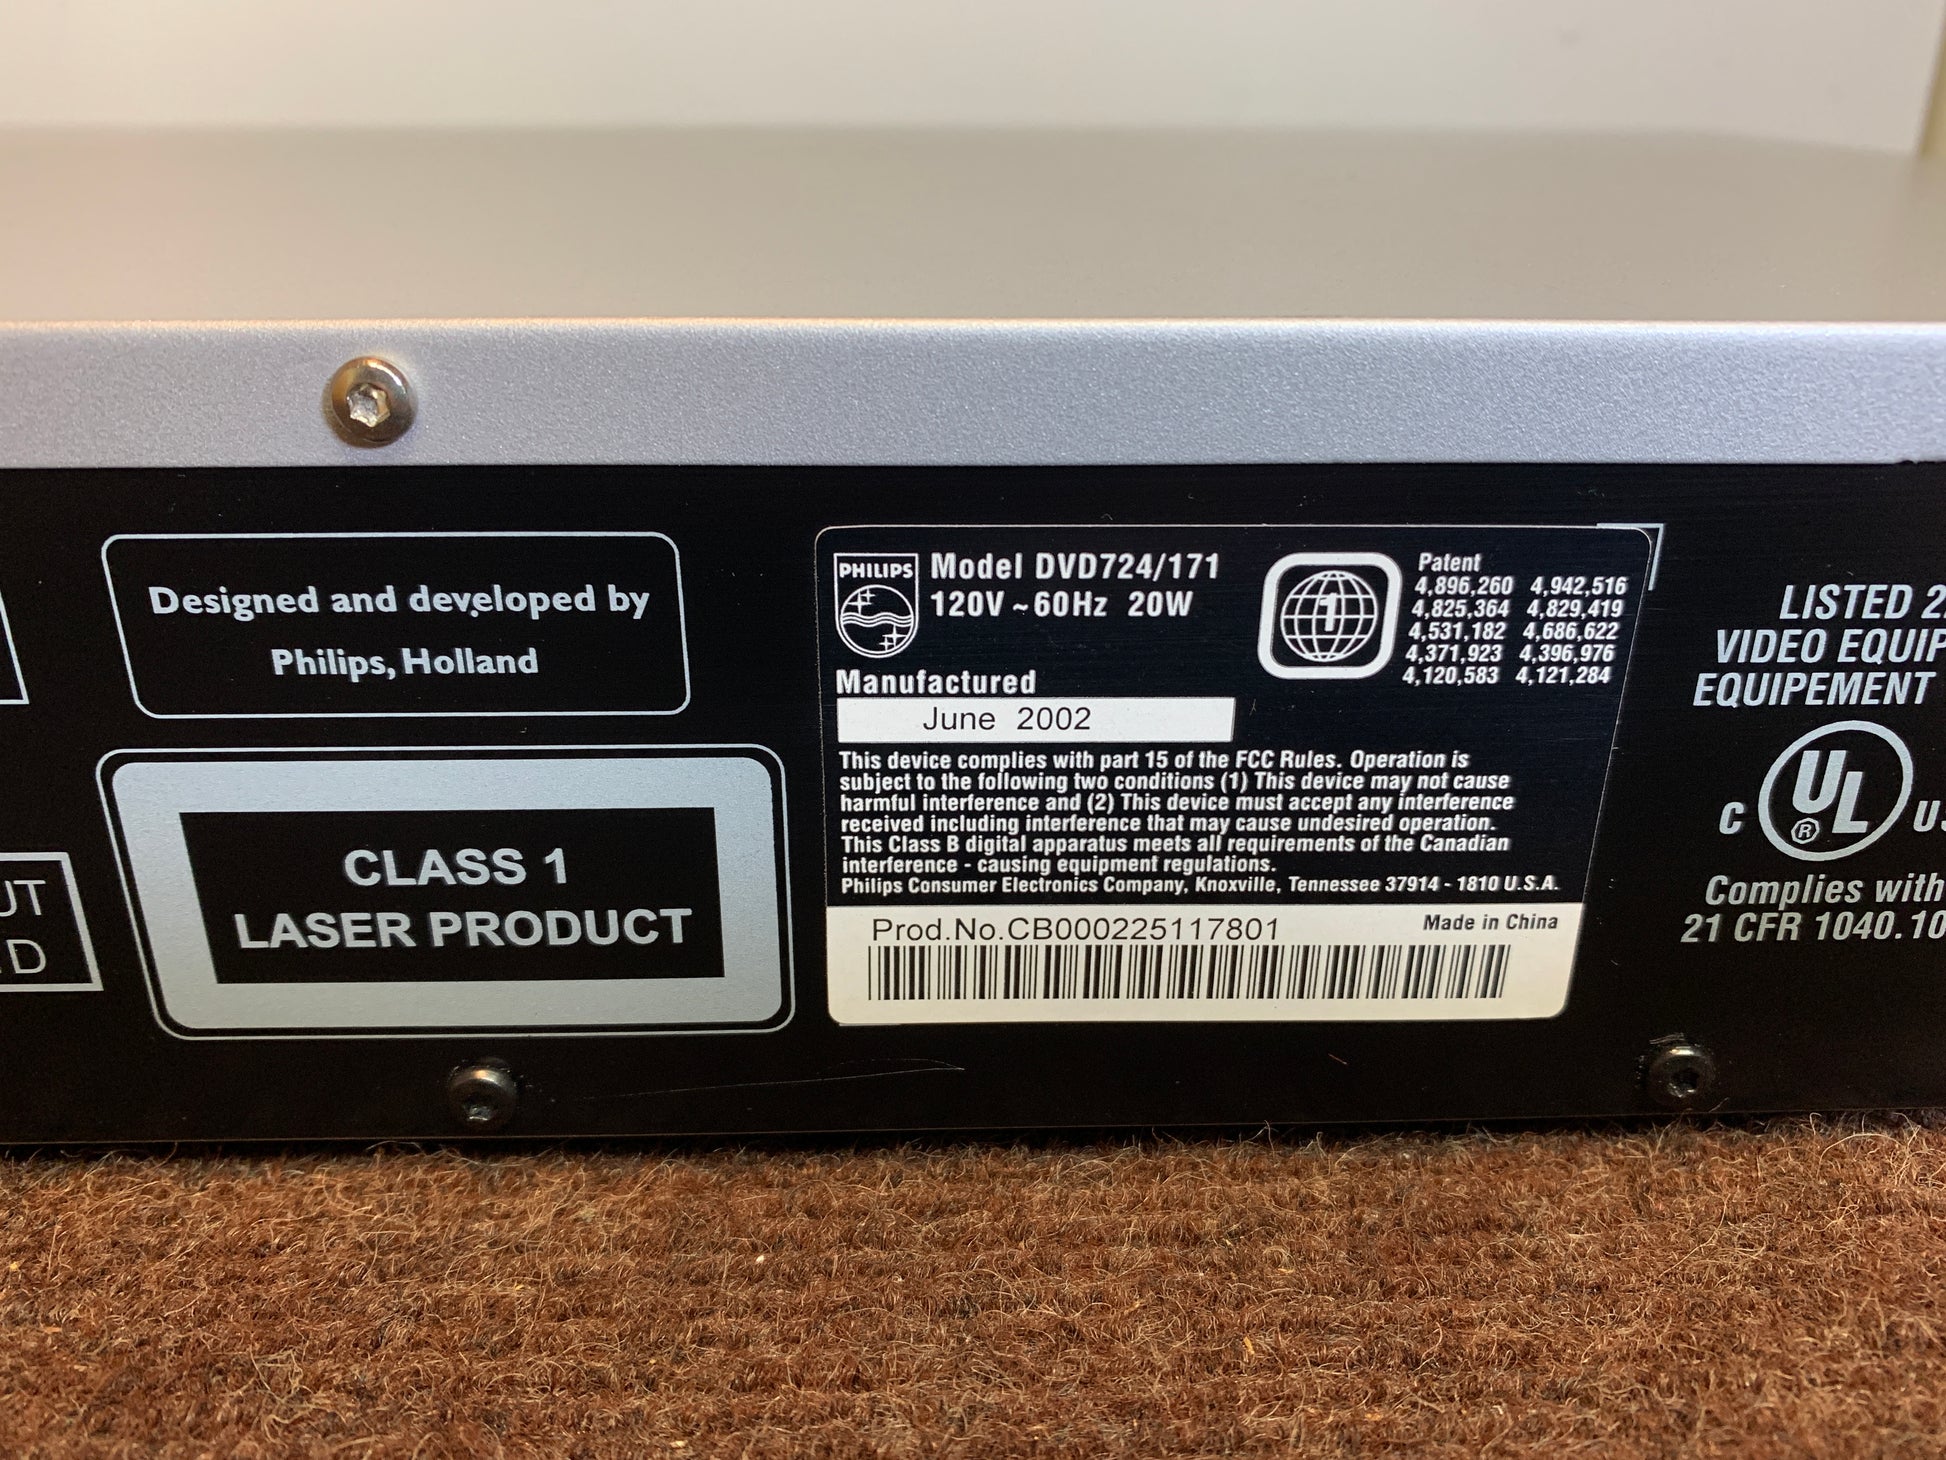 Designed and developed by
Philips, Holland
CLASS 1
LASER PRODUCT
UT
D
PHILIPS
Model DVD724/171
120V ~ 60Hz 20W
1
Patent
4,896,260 4,942,516
4,825,364 4,829,419
4,531,182 4,686,622
4,371,923 4,396,976
4,120,583 4,121,284
Manufactured
June 2002
This device complies with part 15 of the FCC Rules. Operation is
subject to the following two conditions (1) This device may not cause
harmful interference and (2) This device must accept any interference
received including interference that may cause undesired operation.
This Class B digital apparatus meets all requirements of the Canadian
interference - causing equipment regulations.
Philips Consumer Electronics Company, Knoxville, Tennessee 37914 - 1810 U.S.A.
Prod.No.CB000225117801
Made in China
LISTED 2
VIDEO EQUIP
EQUIPEMENT
C UL ® U
Complies with
21 CFR 1040.10